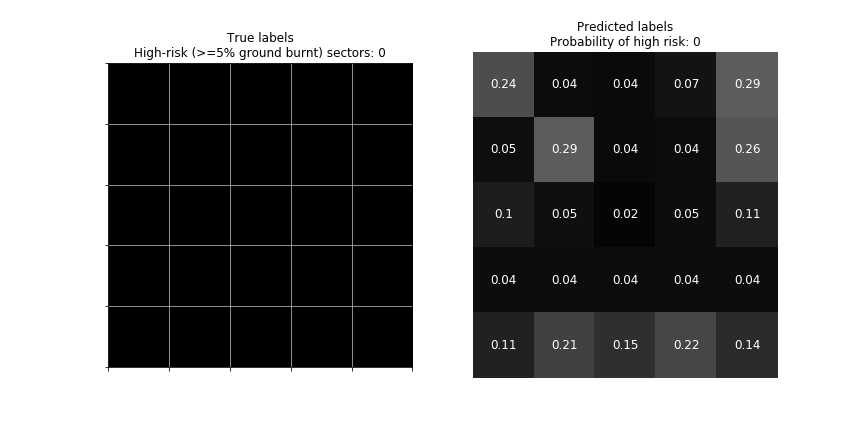 True labels
High-risk (>=5% ground burnt) sectors: 0
Predicted labels
Probability of high risk: 0
0.24 0.04 0.04 0.07 0.29
0.05 0.29 0.04 0.04 0.26
0.1 0.05 0.02 0.05 0.11
0.04 0.04 0.04 0.04 0.04
0.11 0.21 0.15 0.22 0.14